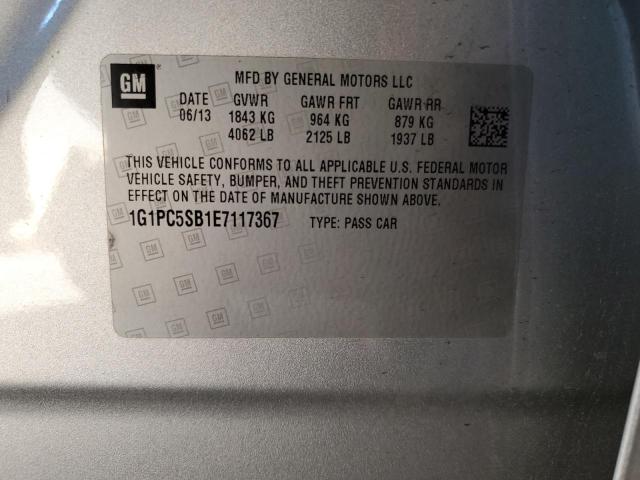 GM
MFD BY GENERAL MOTORS LLC
DATE GVWR GAWR FRT GAWR RR
06/13 1843 KG 964 KG 879 KG
4062 LB 2125 LB 1937 LB
THIS VEHICLE CONFORMS TO ALL APPLICABLE U.S. FEDERAL MOTOR
VEHICLE SAFETY, BUMPER, AND THEFT PREVENTION STANDARDS IN
EFFECT ON THE DATE OF MANUFACTURE SHOWN ABOVE.
1G1PC5SB1E7117367 TYPE: PASS CAR